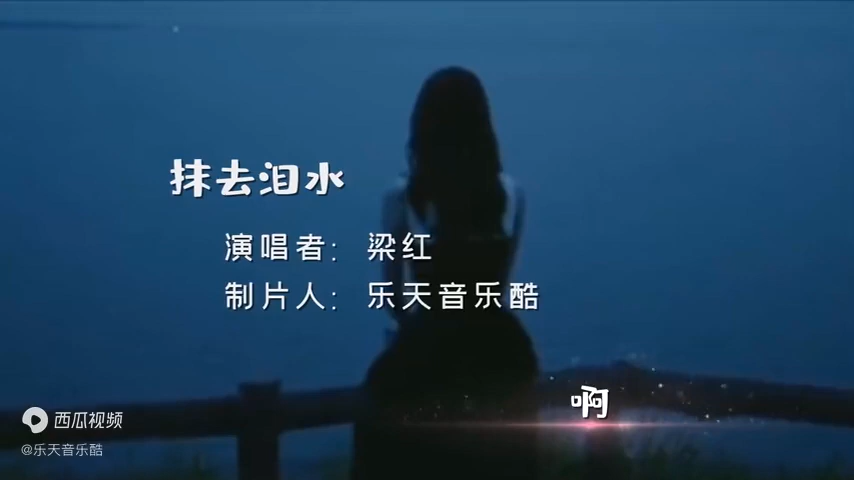 抹去泪水
演唱者：梁红
制片人：乐天音乐酷
啊
西瓜视频
@乐天音乐酷